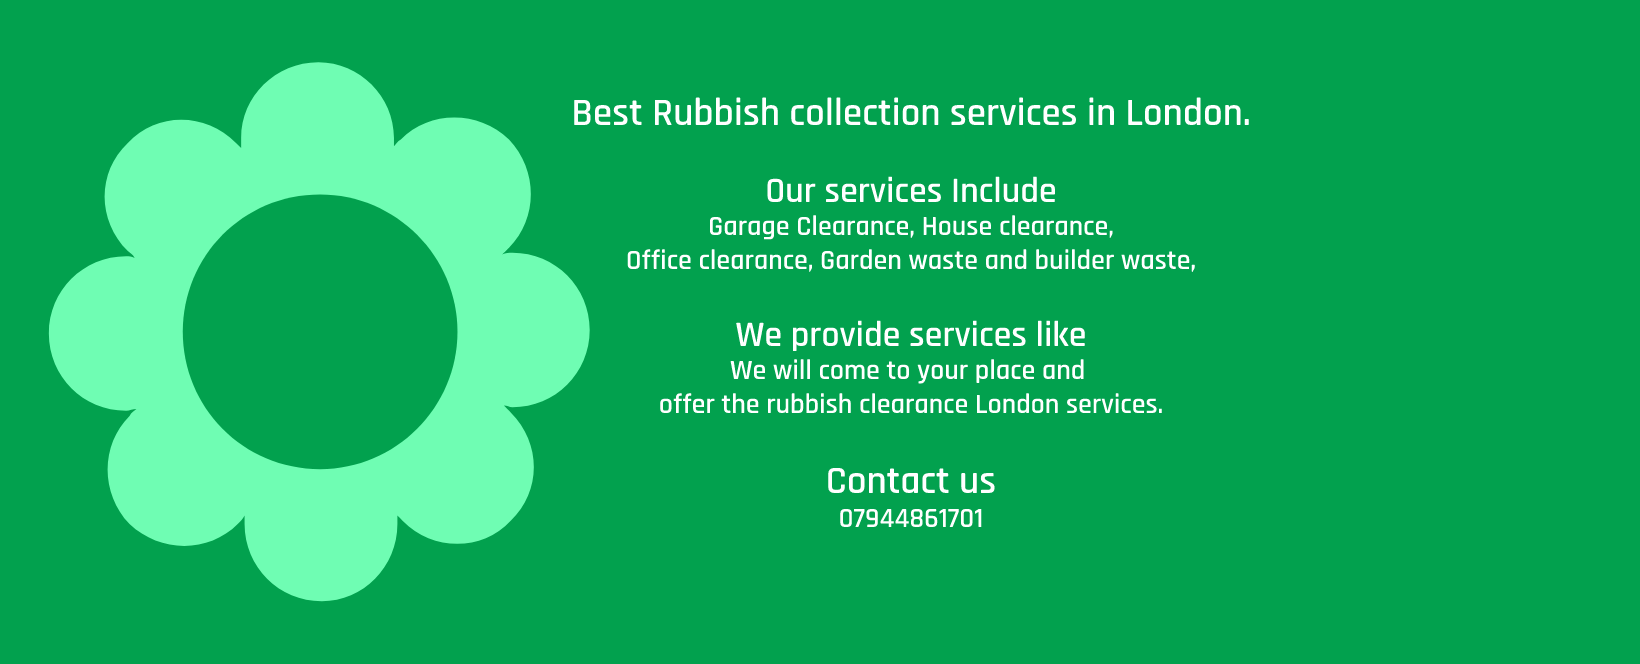 Best Rubbish collection services in London.
Our services Include
Garage Clearance, House clearance,
Office clearance, Garden waste and builder waste,
We provide services like
We will come to your place and
offer the rubbish clearance London services.
Contact us
07944861701